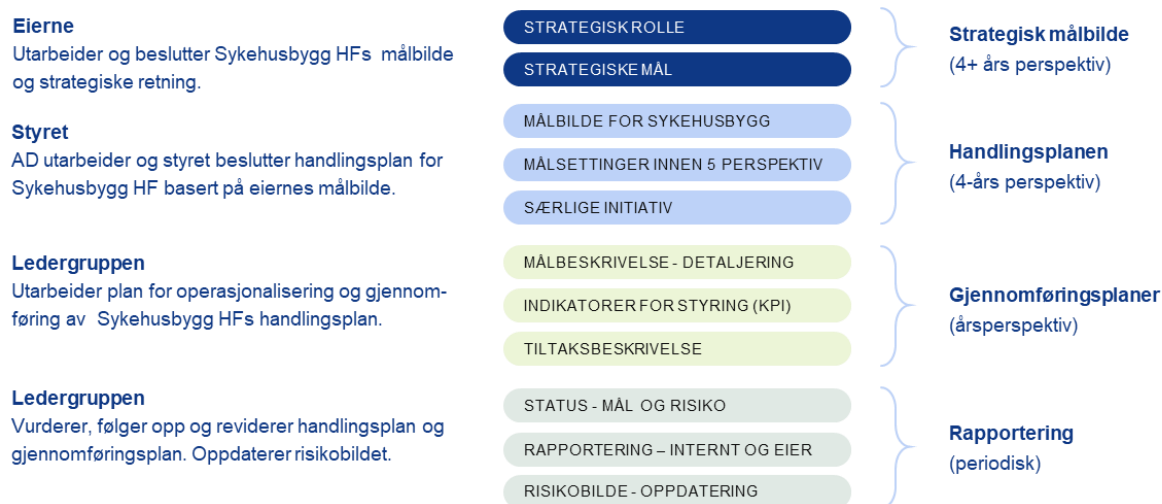 Eierne
Utarbeider og beslutter Sykehusbygg HFs målbilde
og strategiske retning.
STRATEGISK ROLLE
STRATEGISKE MÅL
Strategisk målbilde
(4+ års perspektiv)
Styret
AD utarbeider og styret beslutter handlingsplan for
Sykehusbygg HF basert på eiernes målbilde.
MÅLBILDE FOR SYKEHUSBYGG
MÅLSETTINGER INNEN 5 PERSPEKTIV
SÆRLIGE INITIATIV
Handlingsplanen
(4-års perspektiv)
Ledergruppen
Utarbeider plan for operasjonalisering og gjennom-
føring av Sykehusbygg HFs handlingsplan.
MÅLBESKRIVELSE - DETALJERING
INDIKATORER FOR STYRING (KPI)
TILTAKSBESKRIVELSE
Gjennomføringsplaner
(årsperspektiv)
Ledergruppen
Vurderer, følger opp og reviderer handlingsplan og
gjennomføringsplan. Oppdaterer risikobildet.
STATUS - MÅL OG RISIKO
RAPPORTERING – INTERNT OG EIER
RISIKOBILDE - OPPDATERING
Rapportering
(periodisk)